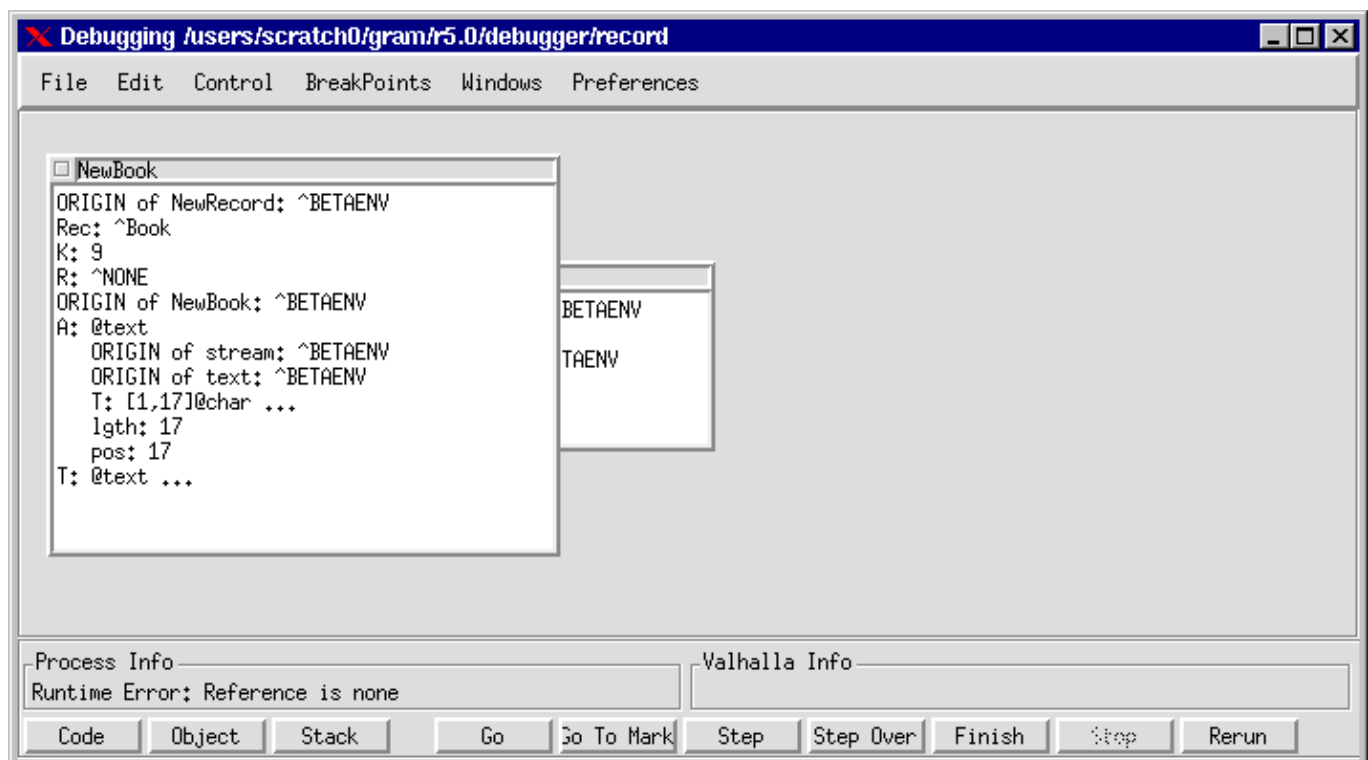 Debugging /users/scratch0/gram/r5.0/debugger/record
File Edit Control BreakPoints Windows Preferences
NewBook
ORIGIN of NewRecord: ^BETAENV
Rec: ^Book
K: 9
R: ^NONE
ORIGIN of NewBook: ^BETAENV
A: @text
ORIGIN of stream: ^BETAENV
ORIGIN of text: ^BETAENV
T: [1,17]@char ...
lgth: 17
pos: 17
T: @text ...
BETAENV
TAENV
Process Info
Runtime Error: Reference is none
Valhalla Info
Code Object Stack Go Go To Mark Step Step Over Finish Stop Rerun